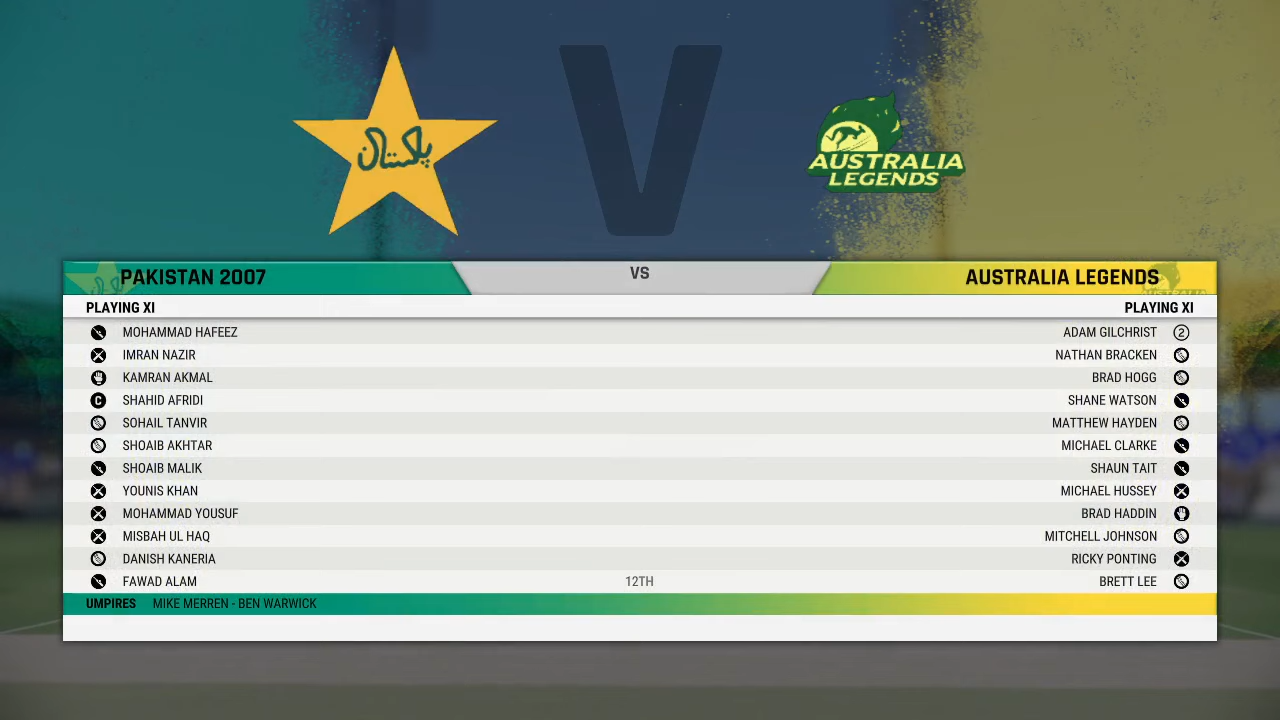 V
پاکستان
AUSTRALIA
LEGENDS
PAKISTAN 2007 VS AUSTRALIA LEGENDS
PLAYING XI PLAYING XI
MOHAMMAD HAFEEZ ADAM GILCHRIST 2
IMRAN NAZIR NATHAN BRACKEN
KAMRAN AKMAL BRAD HOGG
C SHAHID AFRIDI SHANE WATSON
SOHAIL TANVIR MATTHEW HAYDEN
SHOAIB AKHTAR MICHAEL CLARKE
SHOAIB MALIK SHAUN TAIT
YOUNIS KHAN MICHAEL HUSSEY
MOHAMMAD YOUSUF BRAD HADDIN
MISBAH UL HAQ MITCHELL JOHNSON
DANISH KANERIA RICKY PONTING
FAWAD ALAM 12TH BRETT LEE
UMPIRES MIKE MERREN - BEN WARWICK